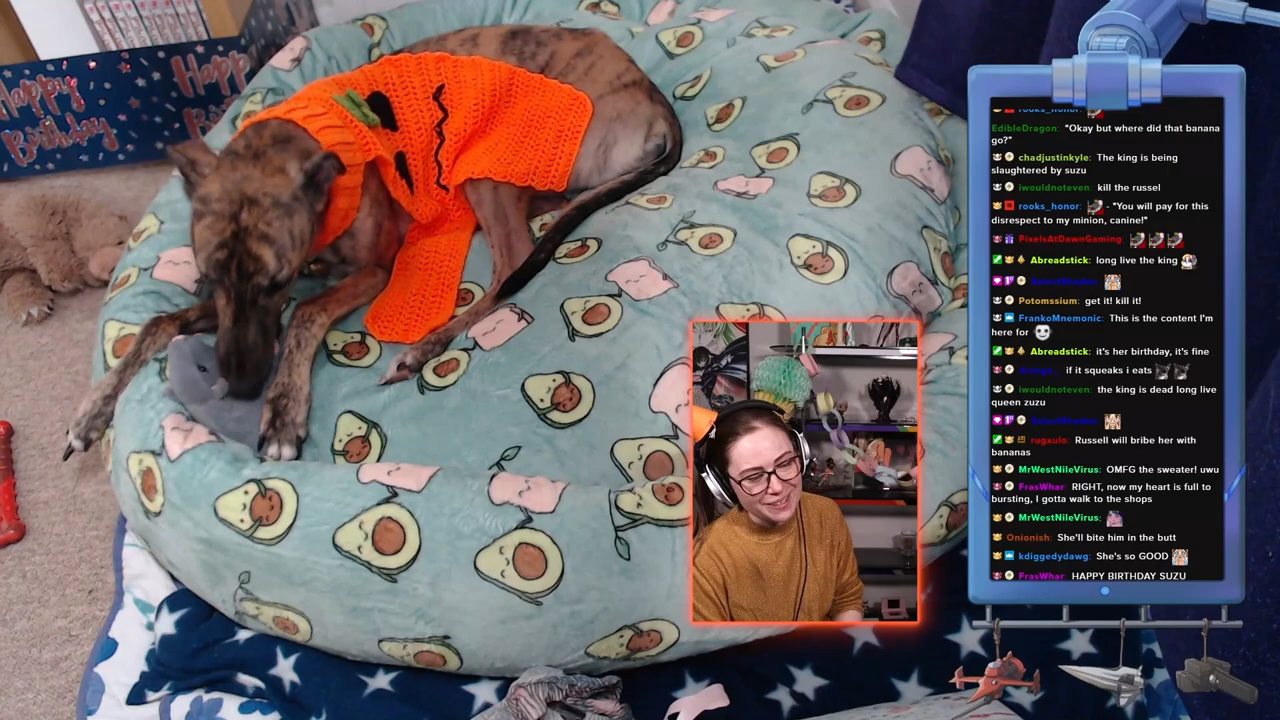 Happy
Birthday
Happy
rooks_honor:
EdibleDragon: "Okay but where did that banana
go?"
chadjustinkyle: The king is being
slaughtered by suzu
iwouldnoteven: kill the russel
rooks_honor: - "You will pay for this
disrespect to my minion, canine!"
PixelsAtDawnGaming:
Abreadstick: long live the king
Potomssium: get it! kill it!
FrankoMnemonic: This is the content I'm
here for
Abreadstick: it's her birthday, it's fine
if it squeaks i eats
iwouldnoteven: the king is dead long live
queen zuzu
rugxulo: Russell will bribe her with
bananas
MrWestNileVirus: OMFG the sweater! uwu
FrasWhar: RIGHT, now my heart is full to
bursting, I gotta walk to the shops
MrWestNileVirus:
Onionish: She'll bite him in the butt
kdiggedydawg: She's so GOOD
FrasWhar: HAPPY BIRTHDAY SUZU